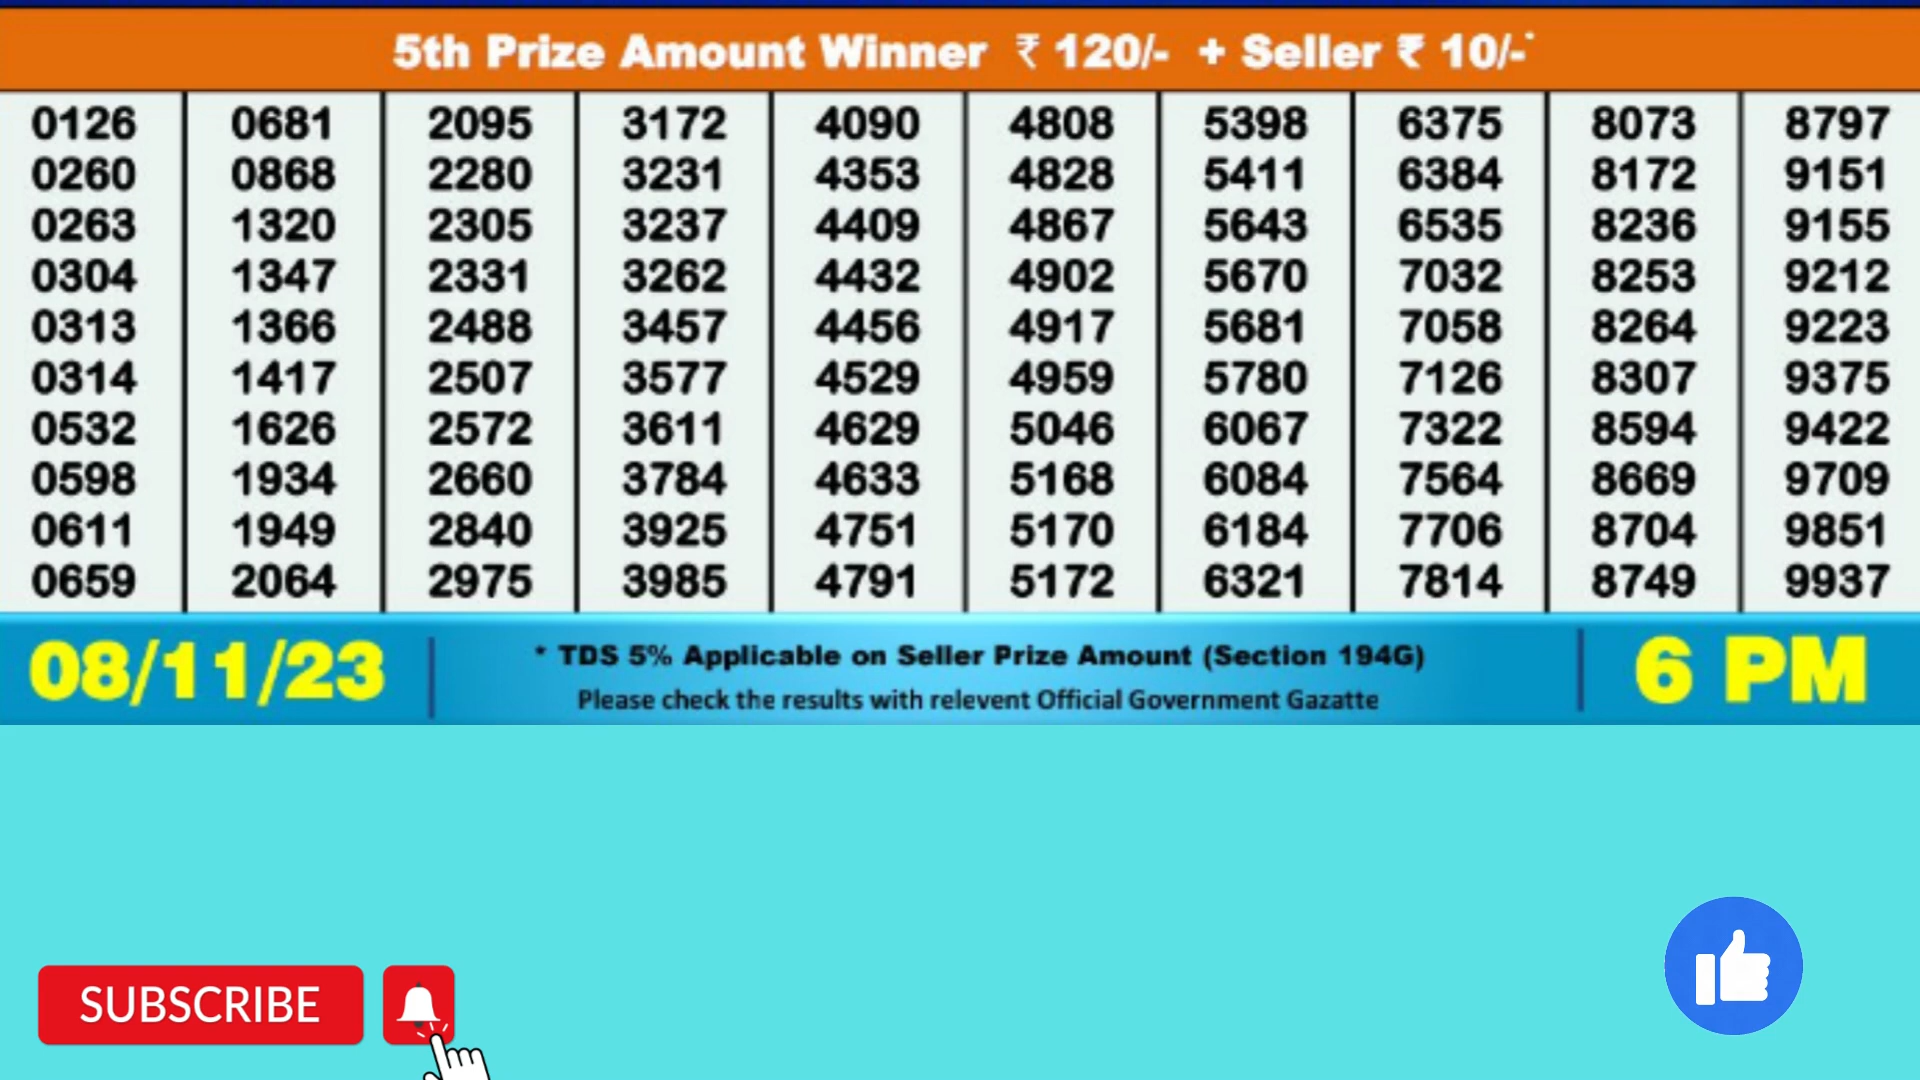 5th Prize Amount Winner ₹ 120/- + Seller ₹ 10/-*
0126 0681 2095 3172 4090 4808 5398 6375 8073 8797
0260 0868 2280 3231 4353 4828 5411 6384 8172 9151
0263 1320 2305 3237 4409 4867 5643 6535 8236 9155
0304 1347 2331 3262 4432 4902 5670 7032 8253 9212
0313 1366 2488 3457 4456 4917 5681 7058 8264 9223
0314 1417 2507 3577 4529 4959 5780 7126 8307 9375
0532 1626 2572 3611 4629 5046 6067 7322 8594 9422
0598 1934 2660 3784 4633 5168 6084 7564 8669 9709
0611 1949 2840 3925 4751 5170 6184 7706 8704 9851
0659 2064 2975 3985 4791 5172 6321 7814 8749 9937
08/11/23
* TDS 5% Applicable on Seller Prize Amount (Section 194G)
Please check the results with relevent Official Government Gazatte
6 PM
SUBSCRIBE